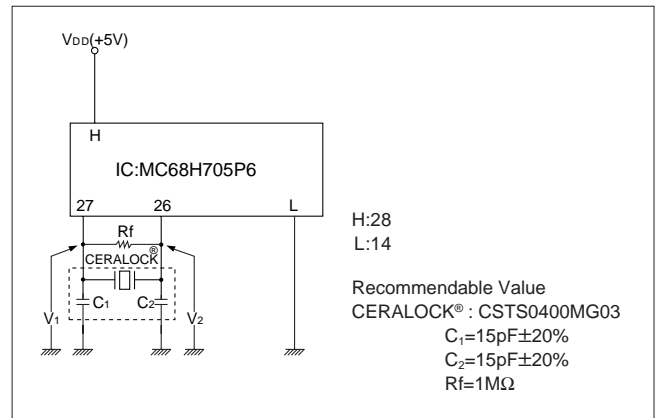 VDD(+5V)
H
IC:MC68H705P6
27 26 L
Rf
CERALOCK®
C1 C2
V1 V2
H:28
L:14
Recommendable Value
CERALOCK® : CSTS0400MG03
C1=15pF±20%
C2=15pF±20%
Rf=1MΩ